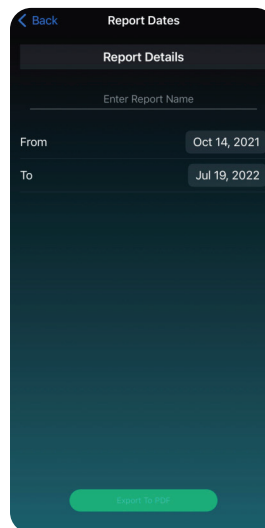 Back Report Dates
Report Details
Enter Report Name
From Oct 14, 2021
To Jul 19, 2022
Export To PDF